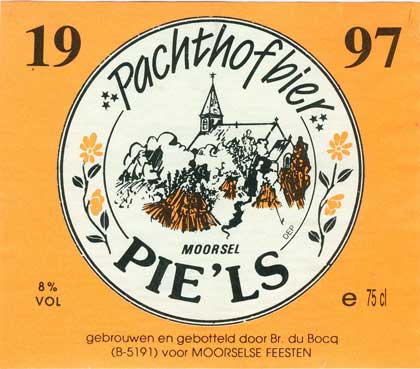 19 97
Pachthofbier
MOORSEL
DEP.
PIE'LS
8%
VOL
e 75 cl
gebrouwen en gebotteld door Br. du Bocq
(B-5191) voor MOORSELSE FEESTEN